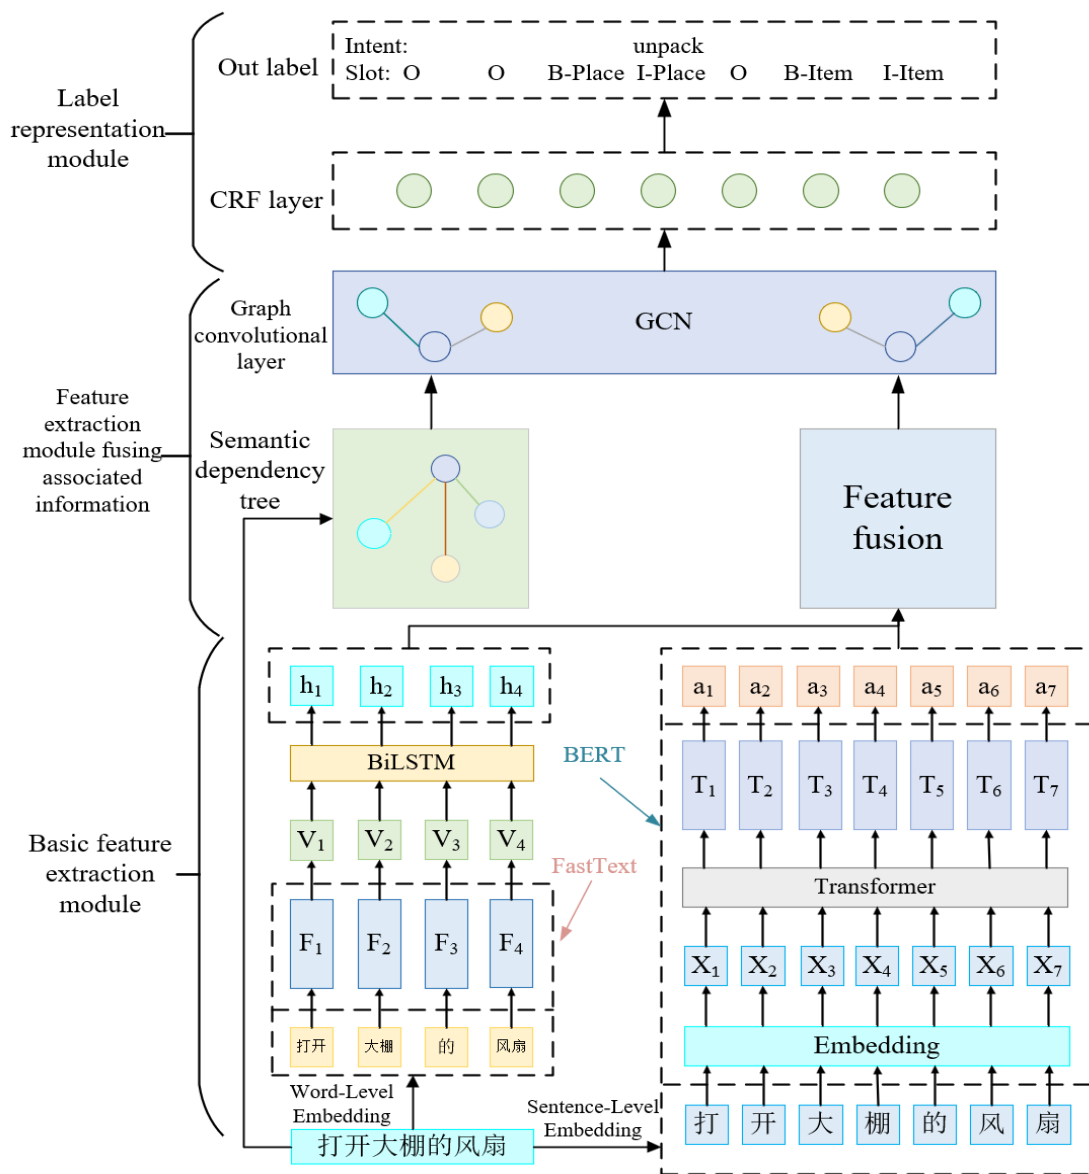 Intent: unpack
Out label
Slot: O O B-Place I-Place O B-Item I-Item
Label
representation
module
CRF layer
Graph
convolutional
layer
GCN
Feature
extraction
module fusing
associated
information
Semantic
dependency
tree
Feature
fusion
h₁ h₂ h₃ h₄
a₁ a₂ a₃ a₄ a₅ a₆ a₇
BiLSTM
BERT
T₁ T₂ T₃ T₄ T₅ T₆ T₇
V₁ V₂ V₃ V₄
Basic feature
extraction
module
FastText
Transformer
F₁ F₂ F₃ F₄
X₁ X₂ X₃ X₄ X₅ X₆ X₇
打开 大棚 的 风扇
Embedding
Word-Level
Embedding
Sentence-Level
Embedding
打 开 大 棚 的 风 扇
打开大棚的风扇